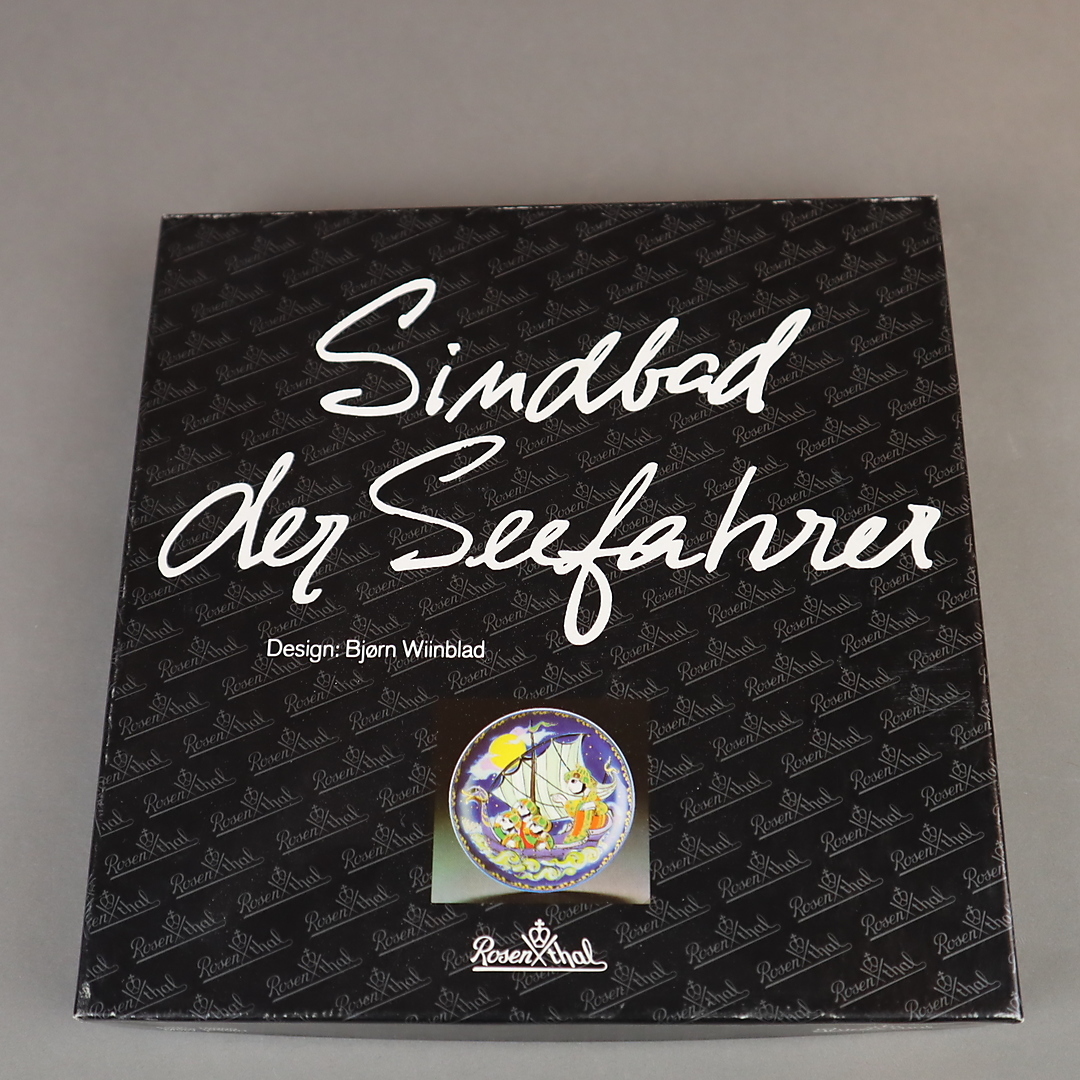 Sindbad
der Seefahrer
Design: Bjørn Wiinblad
Rosenthal